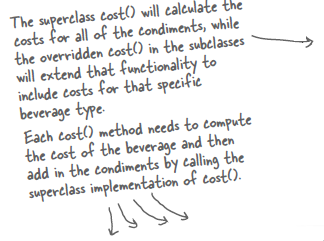 The superclass cost() will calculate the
costs for all of the condiments, while
the overridden cost() in the subclasses
will extend that functionality to
include costs for that specific
beverage type.
Each cost() method needs to compute
the cost of the beverage and then
add in the condiments by calling the
superclass implementation of cost().